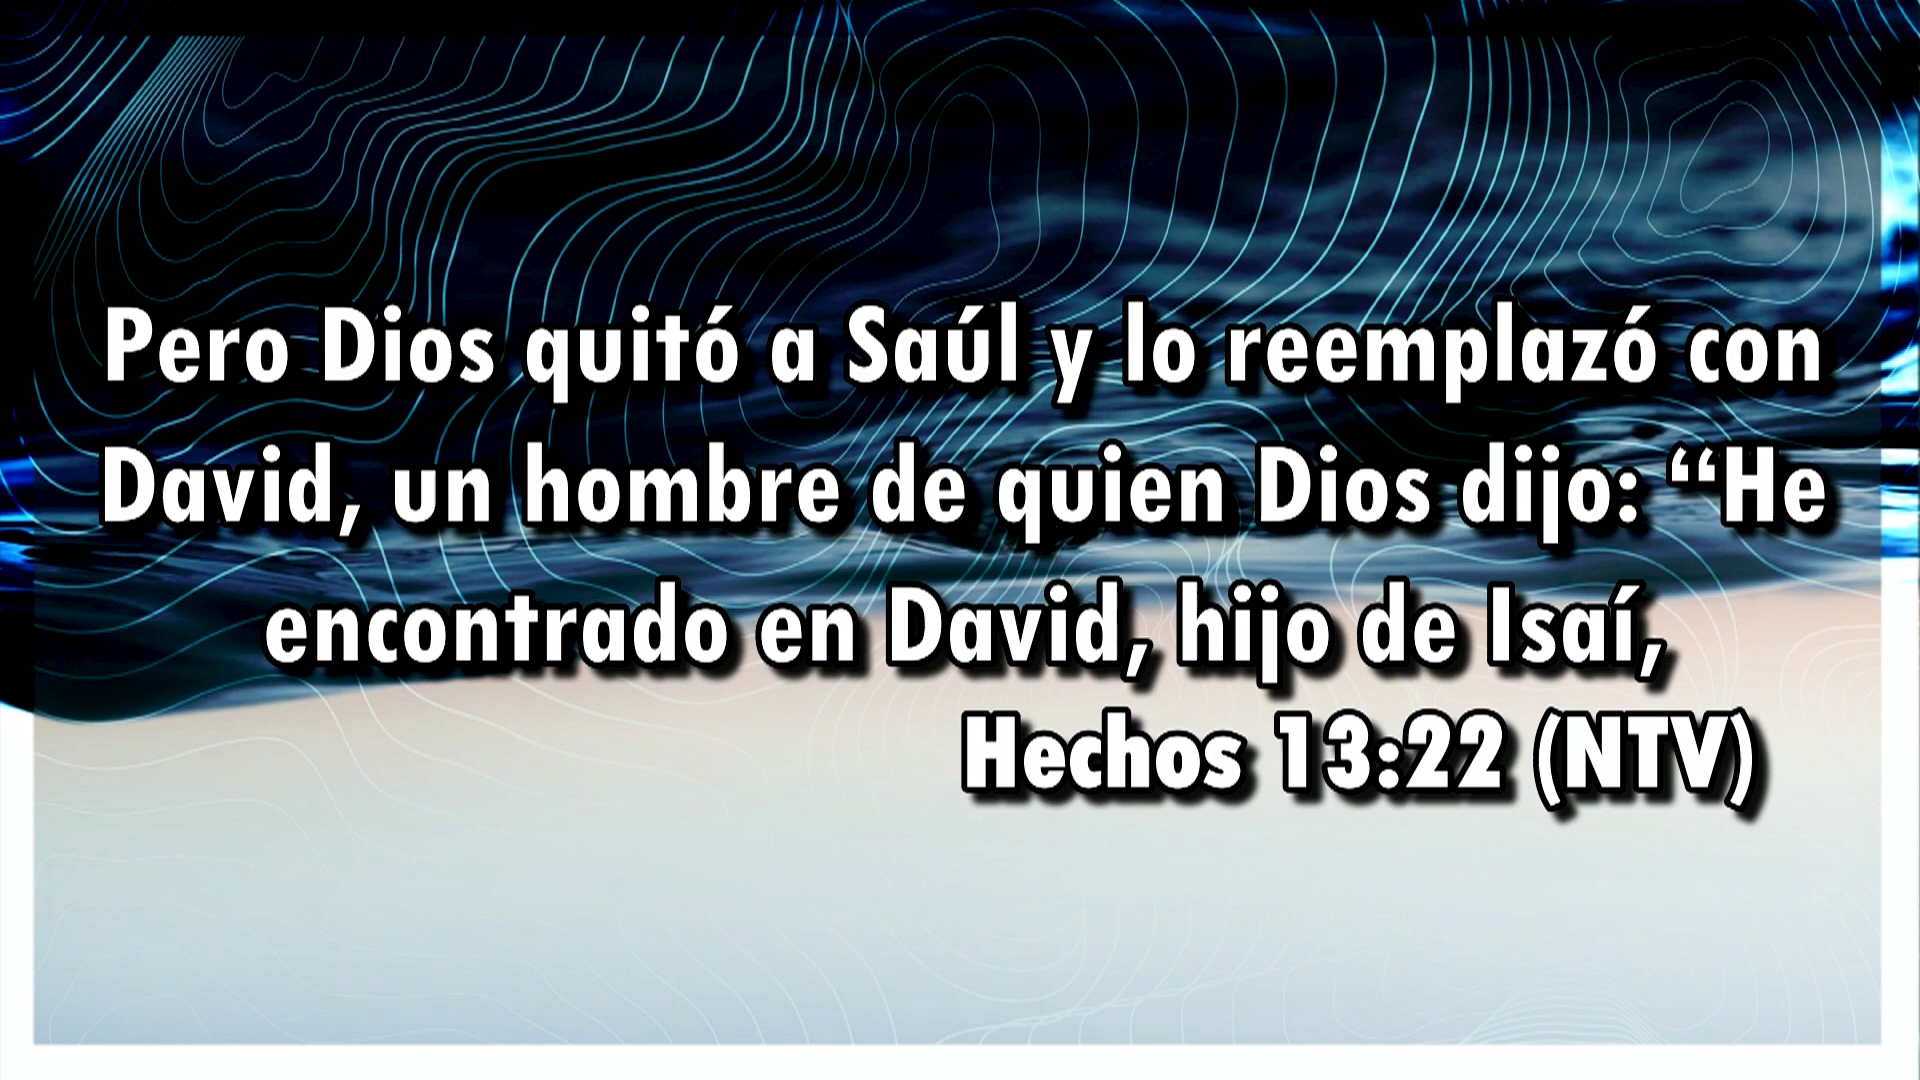 Pero Dios quitó a Saúl y lo reemplazó con
David, un hombre de quien Dios dijo: “He
encontrado en David, hijo de Isaí,
Hechos 13:22 (NTV)